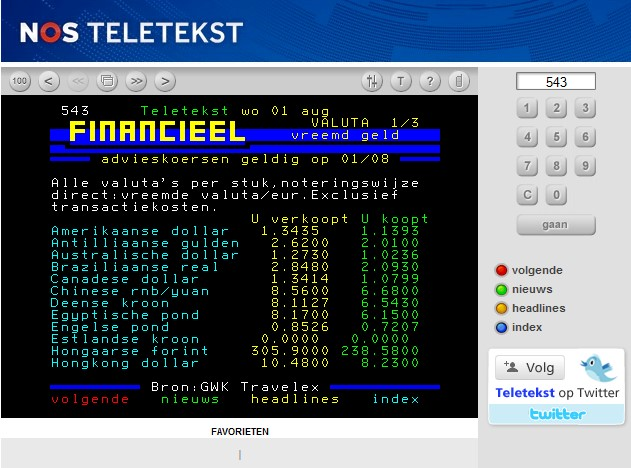 NOS TELETEKST
100 < << >> > T ?
543
1 2 3
4 5 6
7 8 9
C 0
gaan
volgende
nieuws
headlines
index
Volg
Teletekst op Twitter
twitter
543 Teletekst wo 01 aug
VALUTA 1/3
FINANCIEEL
vreemd geld
advieskoersen geldig op 01/08
Alle valuta's per stuk,noteringswijze
direct:vreemde valuta/eur.Exclusief
transactiekosten.
U verkoopt U koopt
Amerikaanse dollar 1.3435 1.1393
Antilliaanse gulden 2.6200 2.0100
Australische dollar 1.2730 1.0236
Braziliaanse real 2.8480 2.0930
Canadese dollar 1.3414 1.0799
Chinese rnb/yuan 8.5600 6.6800
Deense kroon 8.1127 6.5430
Egyptische pond 8.1700 6.1500
Engelse pond 0.8526 0.7207
Estlandse kroon 0.0000 0.0000
Hongaarse forint 305.9000 238.5800
Hongkong dollar 10.4800 8.2300
Bron:GWK Travelex
volgende nieuws headlines index
FAVORIETEN
|